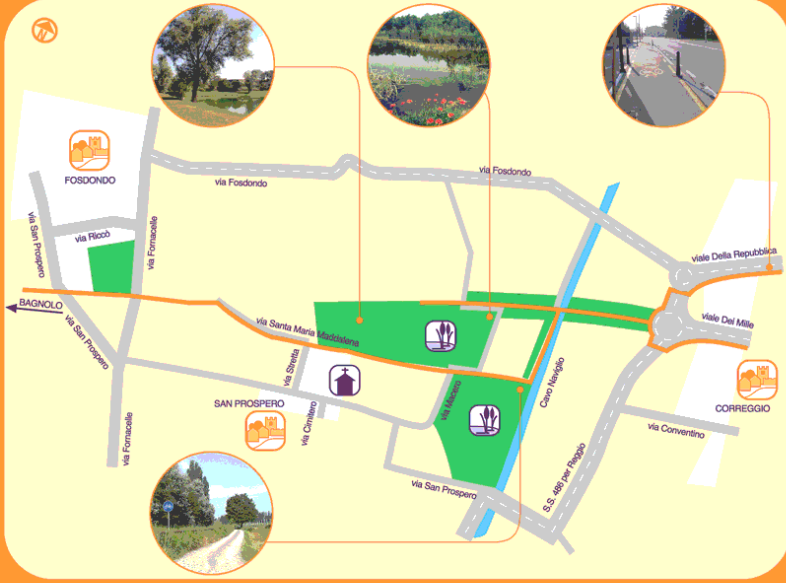 via Fosdondo
via Fosdondo
FOSDONDO
via San Prospero
via Riccò
via Fornacelle
viale Della Repubblica
BAGNOLO
via San Prospero
via Santa Maria Maddalena
viale Dei Mille
via Stretta
Cavo Naviglio
via Macero
SAN PROSPERO
via Cimitero
CORREGGIO
via Conventino
via Fornacelle
via San Prospero
S.S. 468 per Reggio